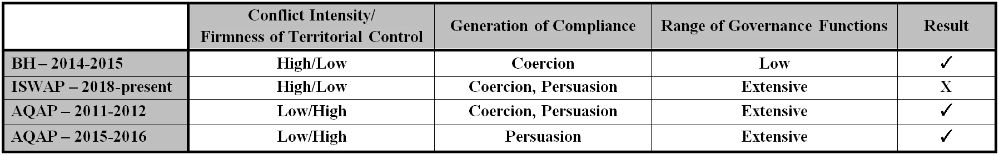 Conflict Intensity/
Firmness of Territorial Control
Generation of Compliance
Range of Governance Functions
Result
BH – 2014-2015
High/Low
Coercion
Low
✓
ISWAP – 2018-present
High/Low
Coercion, Persuasion
Extensive
X
AQAP – 2011-2012
Low/High
Coercion, Persuasion
Extensive
✓
AQAP – 2015-2016
Low/High
Persuasion
Extensive
✓